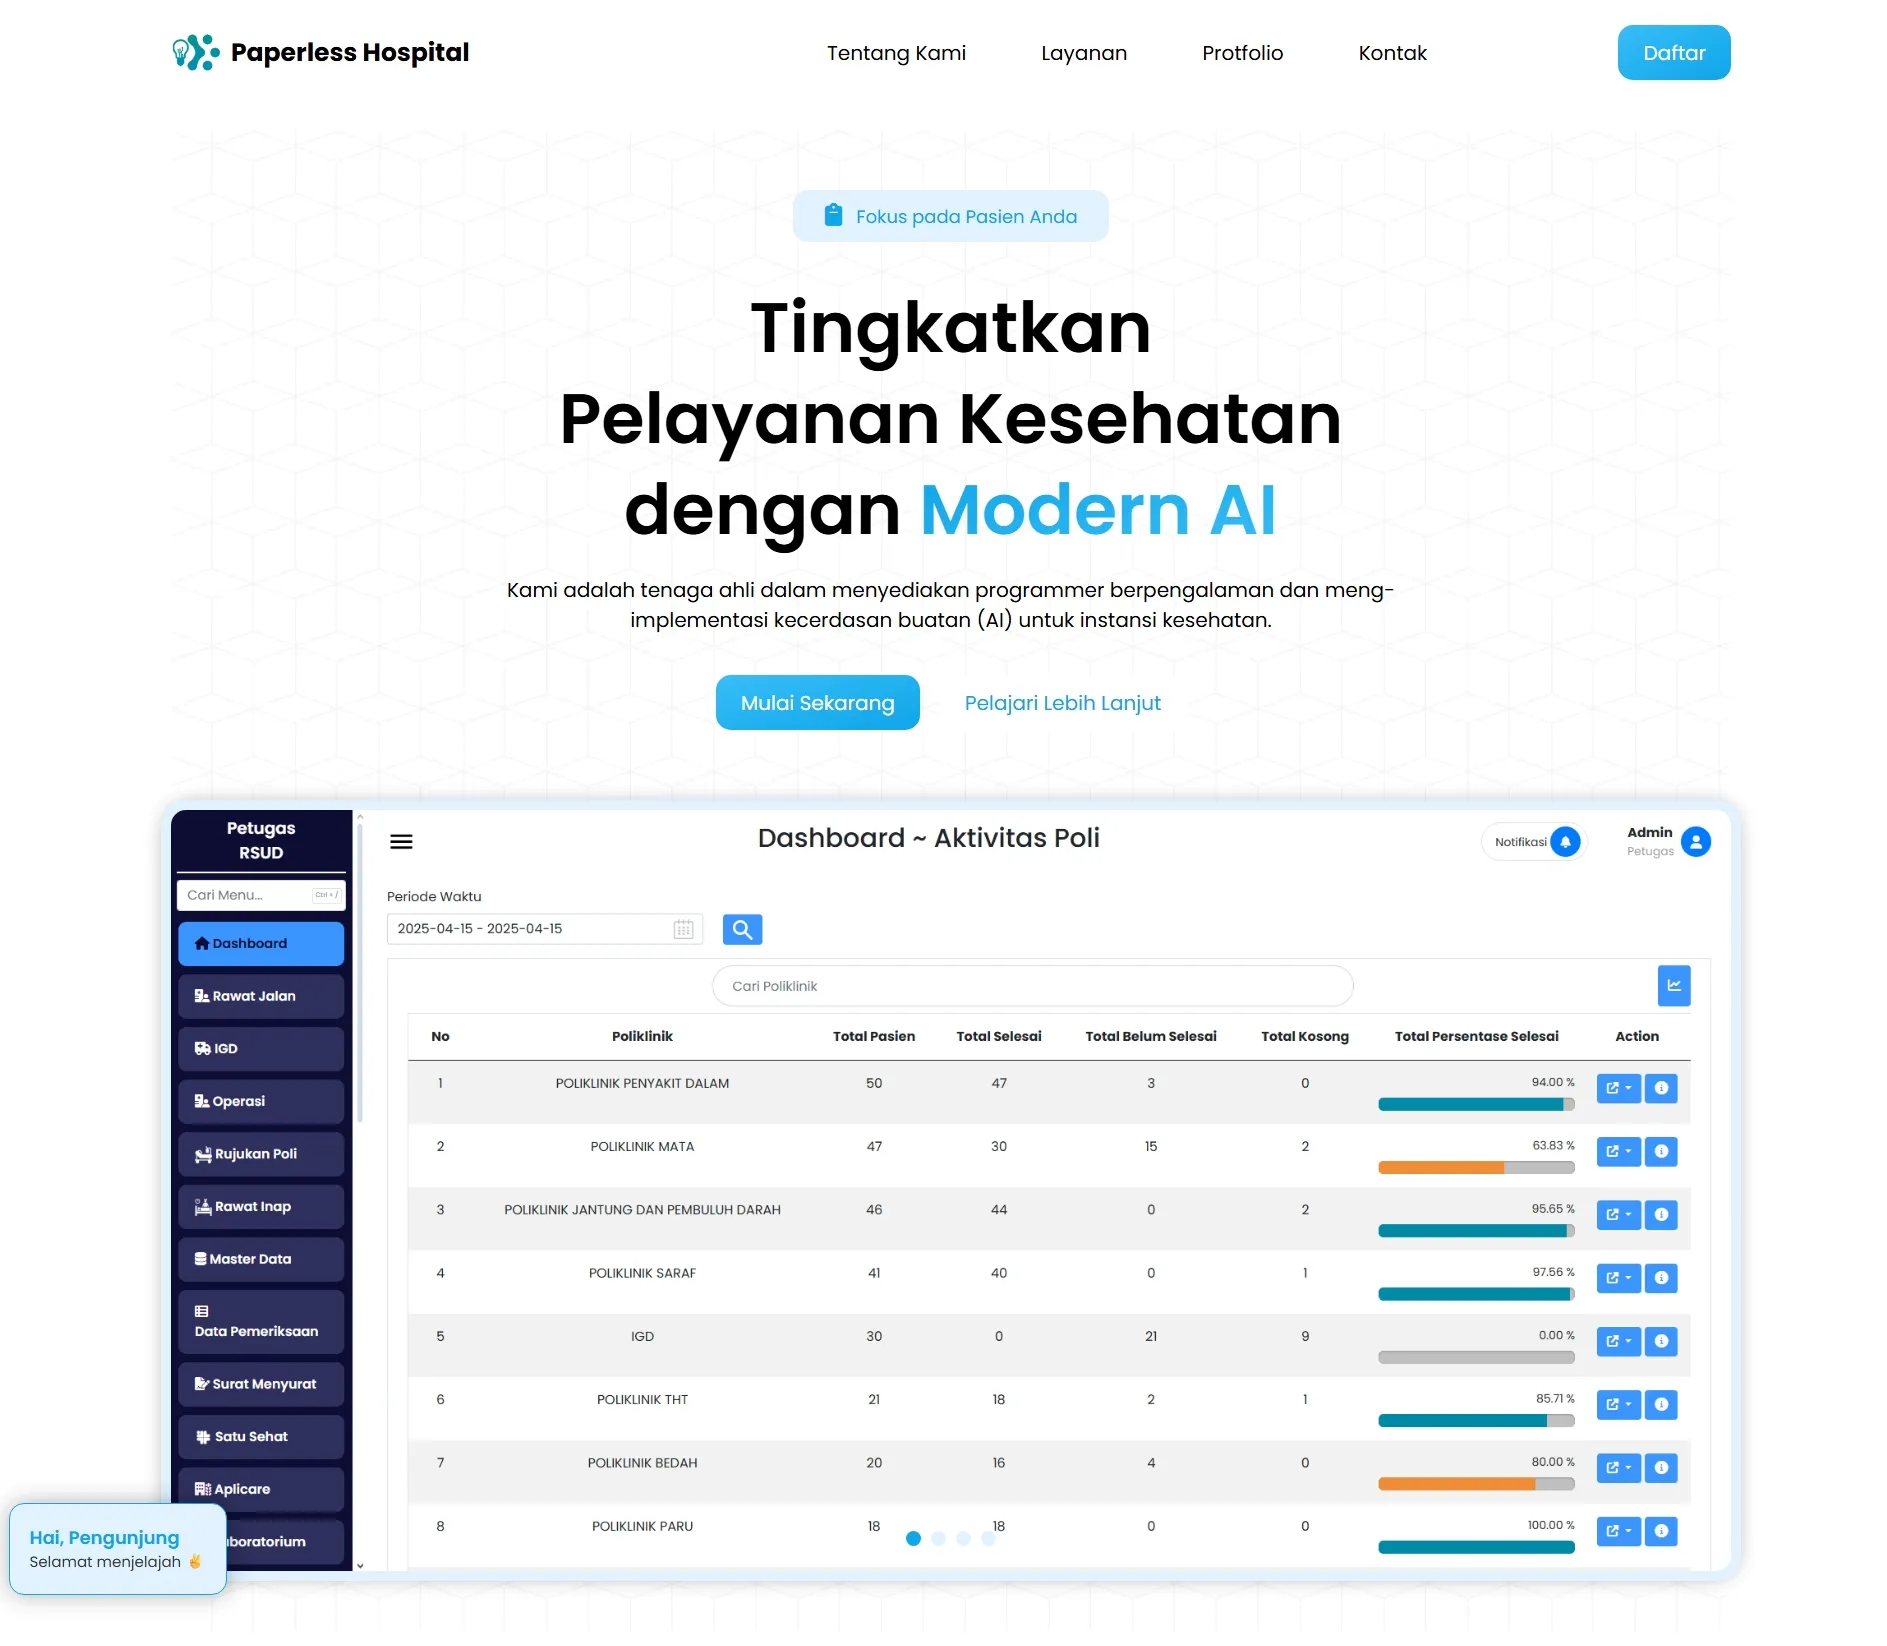 Paperless Hospital
Tentang Kami
Layanan
Protfolio
Kontak
Daftar
Fokus pada Pasien Anda
Tingkatkan
Pelayanan Kesehatan
dengan Modern AI
Kami adalah tenaga ahli dalam menyediakan programmer berpengalaman dan meng-
implementasi kecerdasan buatan (AI) untuk instansi kesehatan.
Mulai Sekarang
Pelajari Lebih Lanjut
Petugas
RSUD
Cari Menu...
Ctrl + /
Dashboard
Rawat Jalan
IGD
Operasi
Rujukan Poli
Rawat Inap
Master Data
Data Pemeriksaan
Surat Menyurat
Satu Sehat
Aplicare
boratorium
Dashboard ~ Aktivitas Poli
Notifikasi
Admin
Petugas
Periode Waktu
2025-04-15 - 2025-04-15
Cari Poliklinik
No Poliklinik Total Pasien Total Selesai Total Belum Selesai Total Kosong Total Persentase Selesai Action
1 POLIKLINIK PENYAKIT DALAM 50 47 3 0 94.00 %
2 POLIKLINIK MATA 47 30 15 2 63.83 %
3 POLIKLINIK JANTUNG DAN PEMBULUH DARAH 46 44 0 2 95.65 %
4 POLIKLINIK SARAF 41 40 0 1 97.56 %
5 IGD 30 0 21 9 0.00 %
6 POLIKLINIK THT 21 18 2 1 85.71 %
7 POLIKLINIK BEDAH 20 16 4 0 80.00 %
8 POLIKLINIK PARU 18 18 0 0 100.00 %
Hai, Pengunjung
Selamat menjelajah ✌️